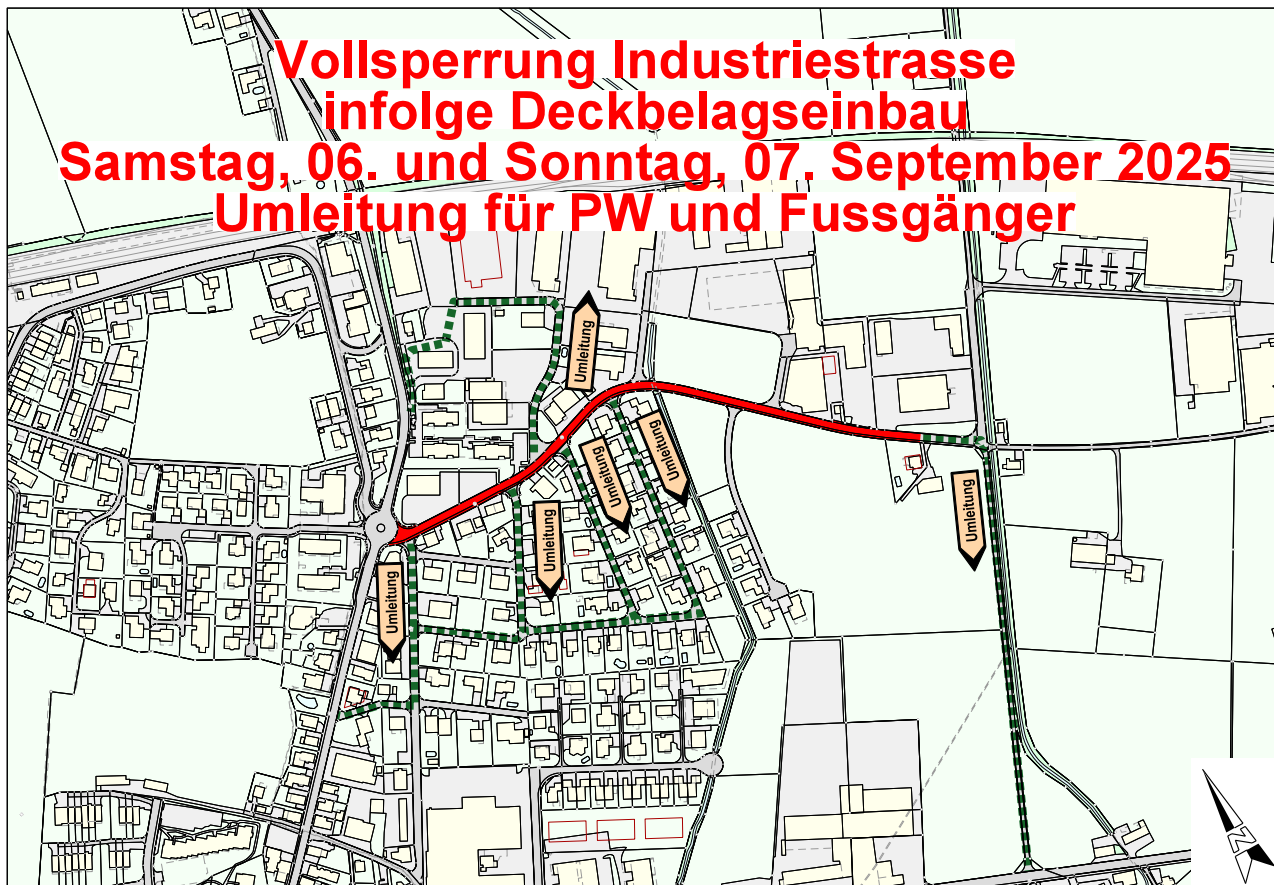 Vollsperrung Industriestrasse
infolge Deckbelagseinbau
Samstag, 06. und Sonntag, 07. September 2025
Umleitung für PW und Fussgänger
Umleitung
Umleitung
Umleitung
Umleitung
Umleitung
Umleitung
N